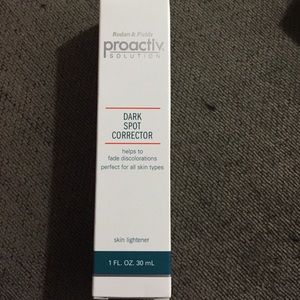 Rodan & Fields
proactiv
SOLUTION
DARK
SPOT
CORRECTOR
helps to
fade discolorations
perfect for all skin types
skin lightener
1 FL. OZ. 30 mL